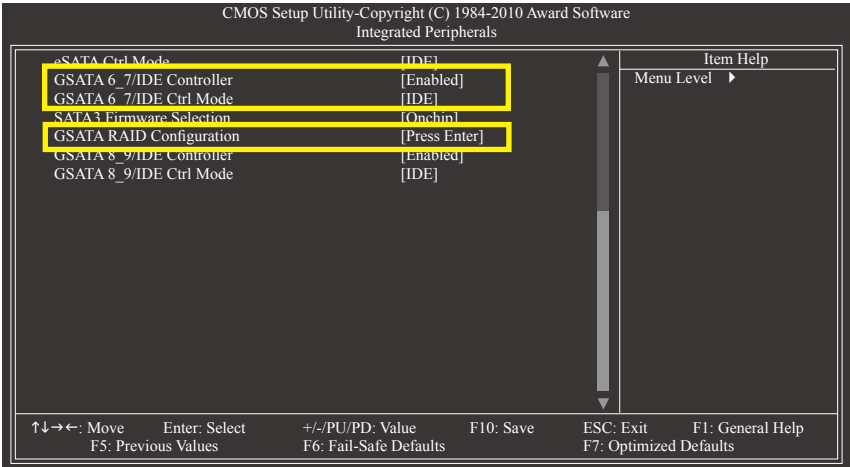 CMOS Setup Utility-Copyright (C) 1984-2010 Award Software
Integrated Peripherals
eSATA Ctrl Mode [IDE]
GSATA 6_7/IDE Controller [Enabled]
GSATA 6_7/IDE Ctrl Mode [IDE]
SATA3 Firmware Selection [Onchip]
GSATA RAID Configuration [Press Enter]
GSATA 8_9/IDE Controller [Enabled]
GSATA 8_9/IDE Ctrl Mode [IDE]
Item Help
Menu Level
↑↓→←: Move Enter: Select +/-/PU/PD: Value F10: Save ESC: Exit F1: General Help
F5: Previous Values F6: Fail-Safe Defaults F7: Optimized Defaults